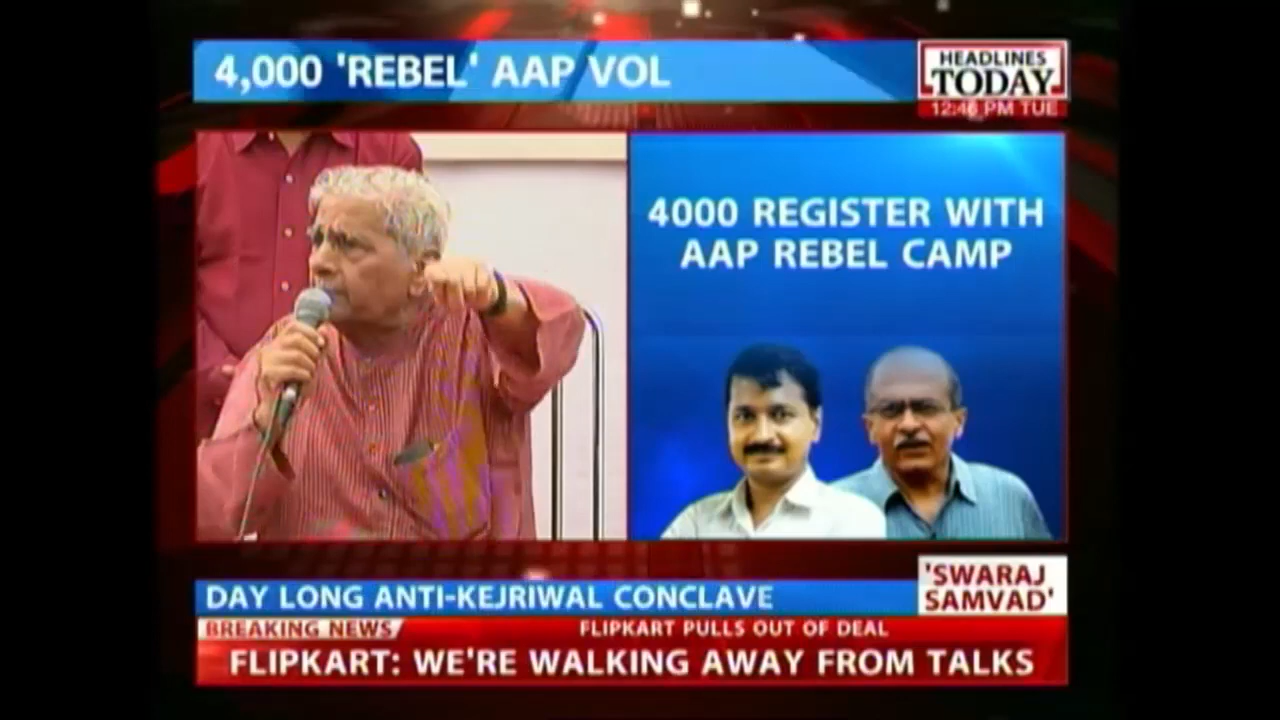 4,000 'REBEL' AAP VOL
HEADLINES
TODAY
12:46 PM TUE
4000 REGISTER WITH
AAP REBEL CAMP
DAY LONG ANTI-KEJRIWAL CONCLAVE
'SWARAJ
SAMVAD'
BREAKING NEWS
FLIPKART PULLS OUT OF DEAL
FLIPKART: WE'RE WALKING AWAY FROM TALKS